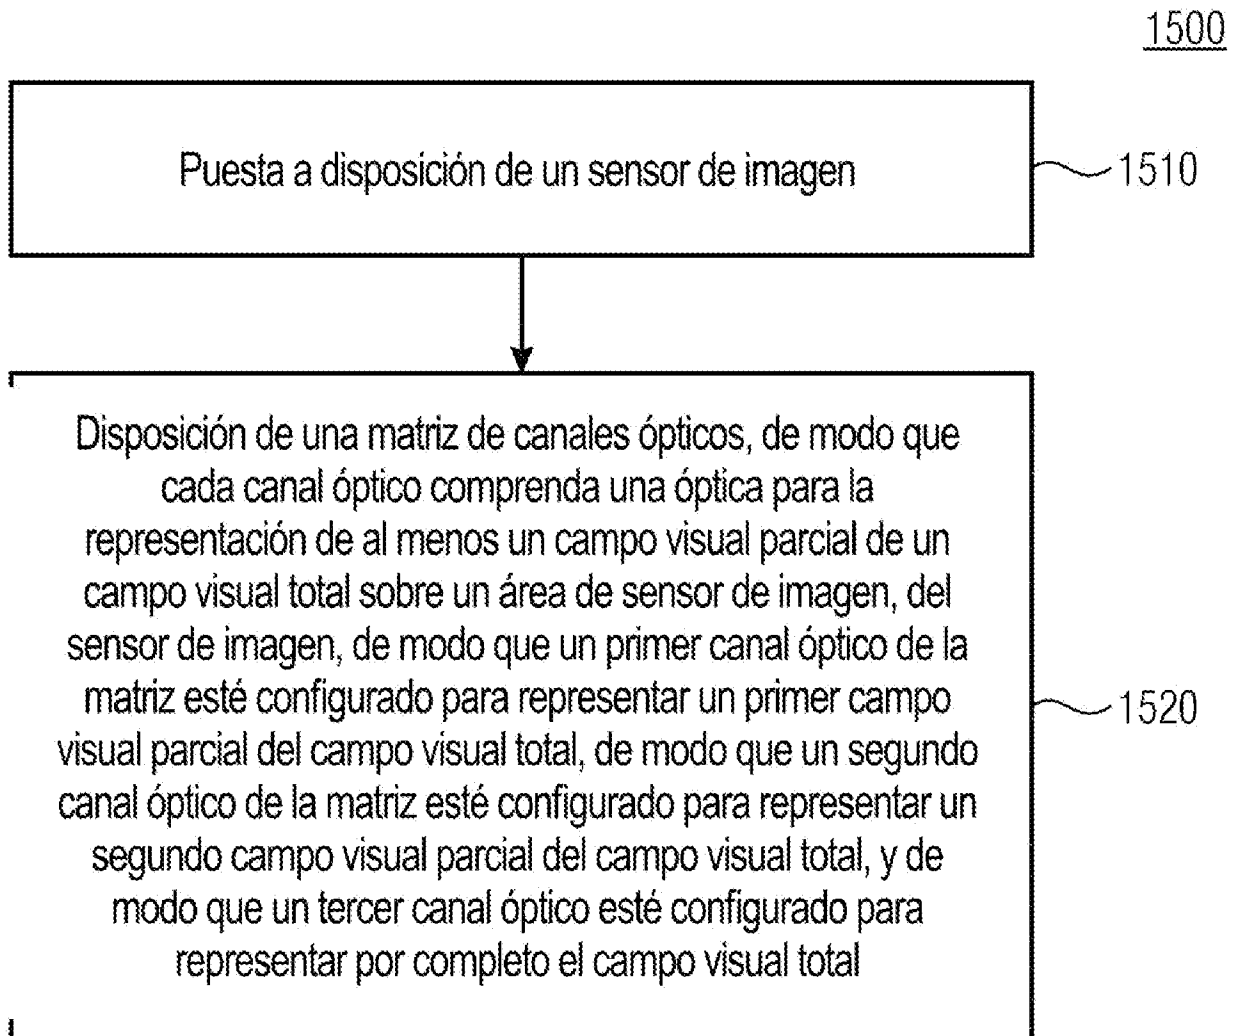 1500
Puesta a disposición de un sensor de imagen
1510
Disposición de una matriz de canales ópticos, de modo que
cada canal óptico comprenda una óptica para la
representación de al menos un campo visual parcial de un
campo visual total sobre un área de sensor de imagen, del
sensor de imagen, de modo que un primer canal óptico de la
matriz esté configurado para representar un primer campo
visual parcial del campo visual total, de modo que un segundo
canal óptico de la matriz esté configurado para representar un
segundo campo visual parcial del campo visual total, y de
modo que un tercer canal óptico esté configurado para
representar por completo el campo visual total
1520